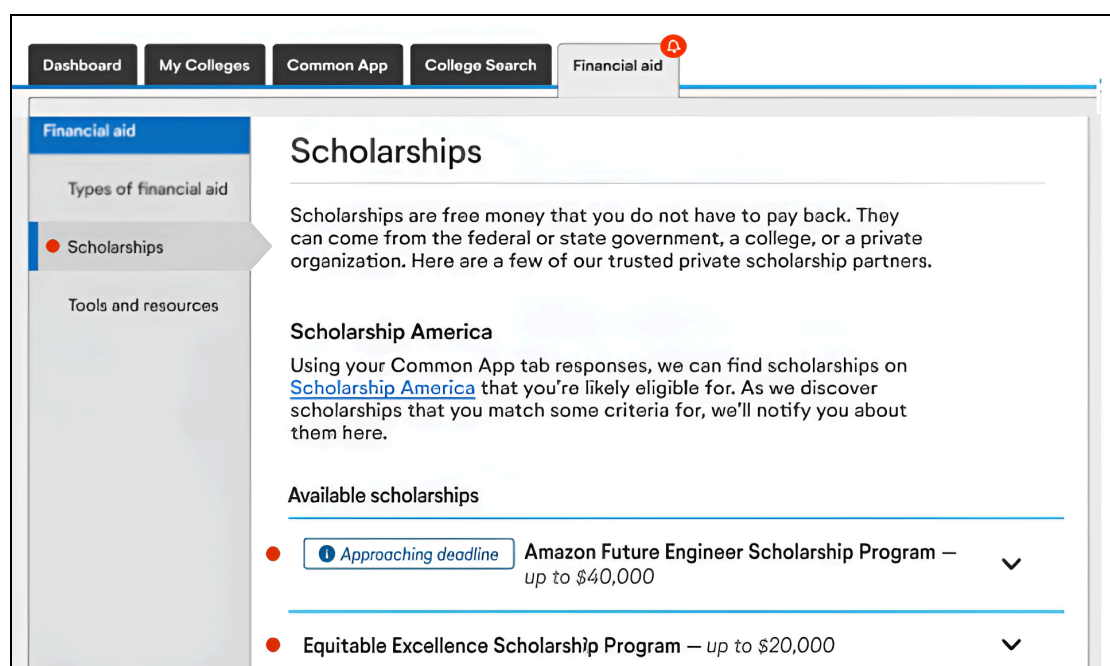 Dashboard
My Colleges
Common App
College Search
Financial aid
Financial aid
Types of financial aid
Scholarships
Tools and resources
Scholarships
Scholarships are free money that you do not have to pay back. They
can come from the federal or state government, a college, or a private
organization. Here are a few of our trusted private scholarship partners.
Scholarship America
Using your Common App tab responses, we can find scholarships on
Scholarship America that you're likely eligible for. As we discover
scholarships that you match some criteria for, we'll notify you about
them here.
Available scholarships
Approaching deadline
Amazon Future Engineer Scholarship Program –
up to $40,000
Equitable Excellence Scholarship Program – up to $20,000